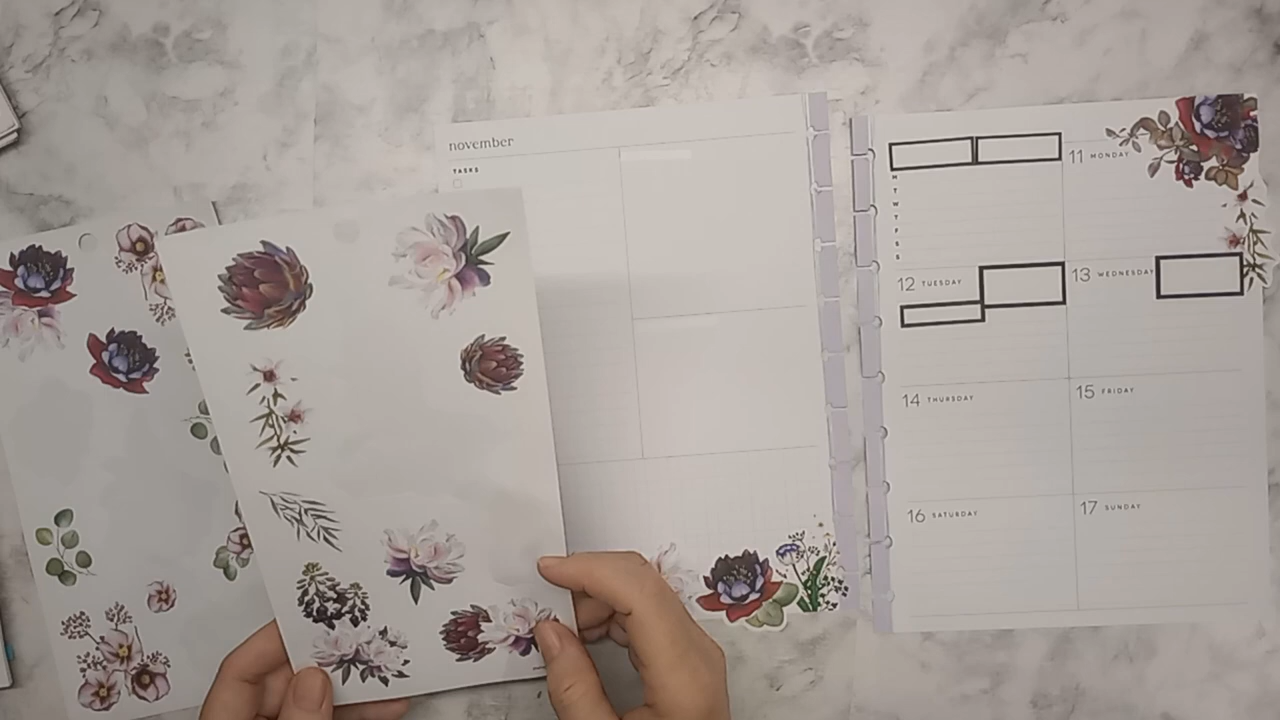 november
TASKS
M
T
W
T
F
S
S
11 MONDAY
12 TUESDAY
13 WEDNESDAY
14 THURSDAY
15 FRIDAY
16 SATURDAY
17 SUNDAY